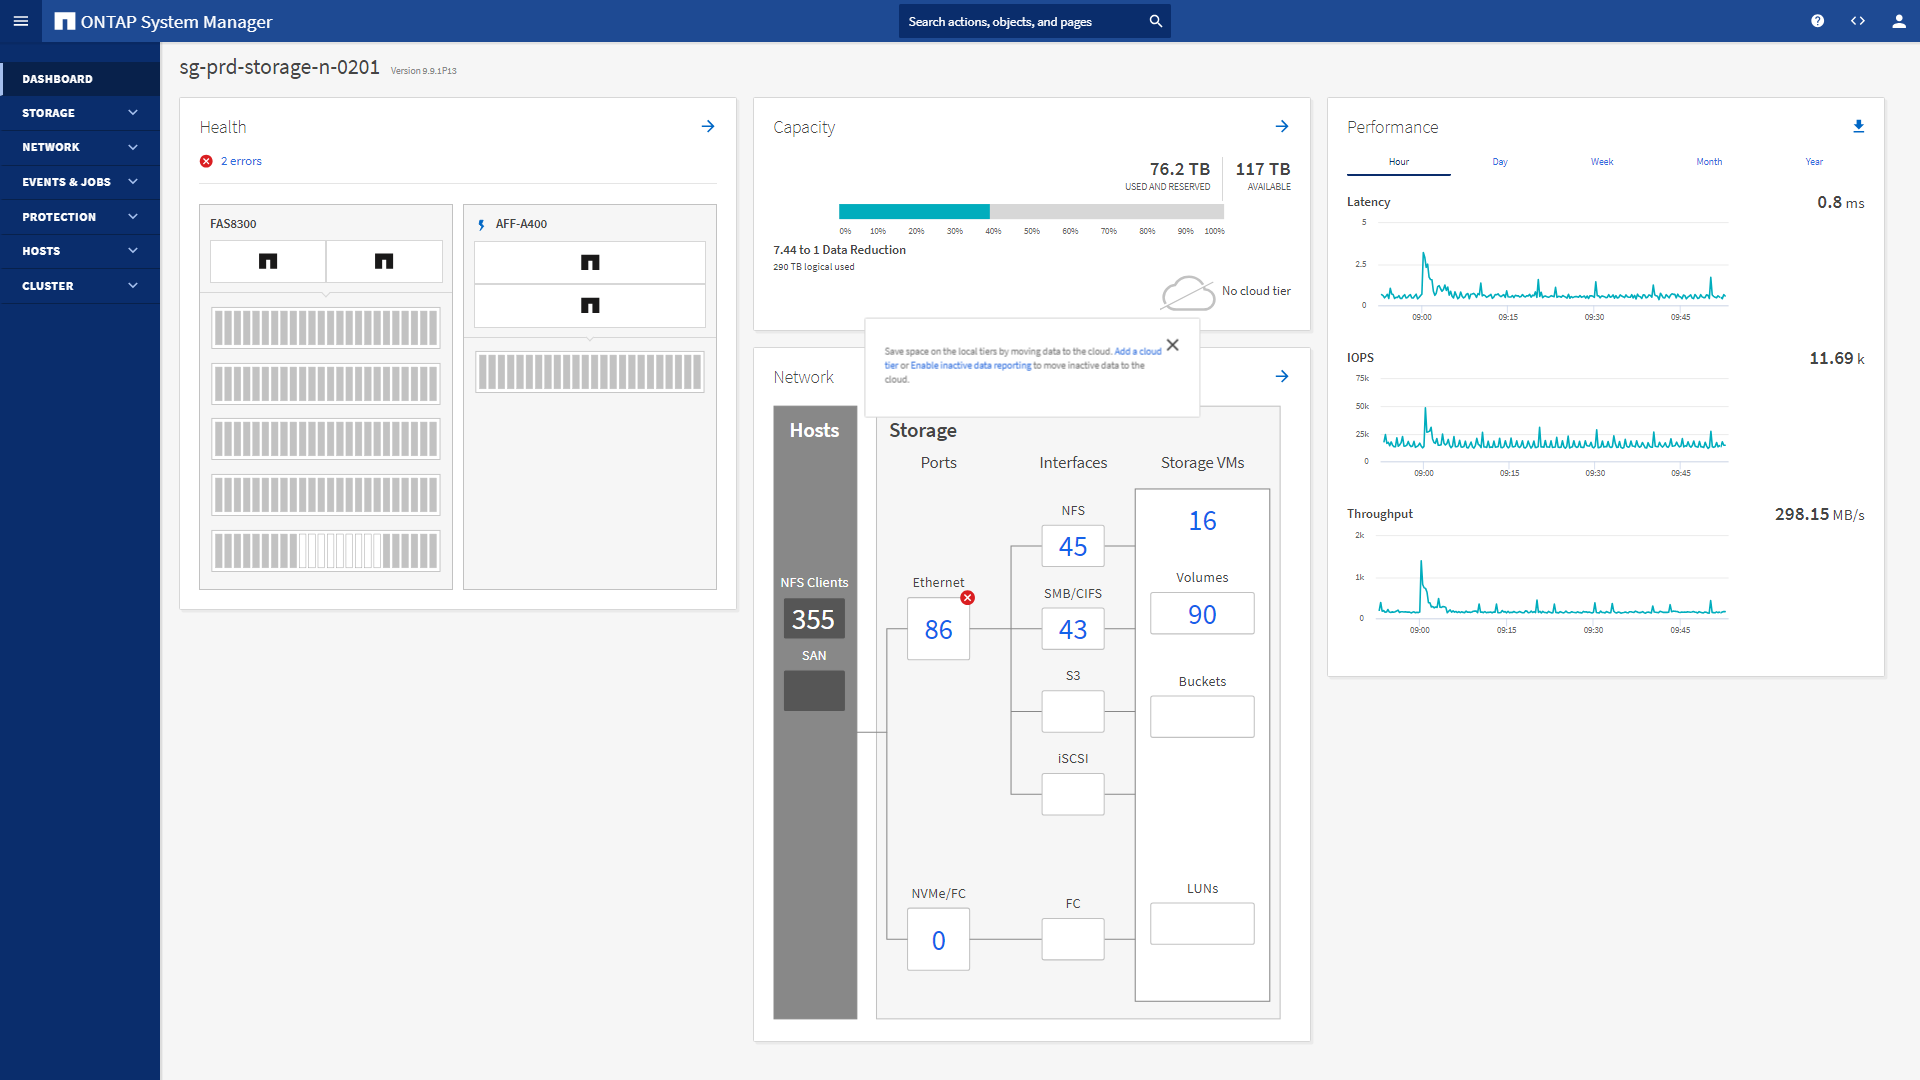 ONTAP System Manager
Search actions, objects, and pages
DASHBOARD
STORAGE
NETWORK
EVENTS & JOBS
PROTECTION
HOSTS
CLUSTER
sg-prd-storage-n-0201 Version 9.9.1P13
Health
2 errors
FAS8300
AFF-A400
Capacity
76.2 TB 117 TB
USED AND RESERVED AVAILABLE
0% 10% 20% 30% 40% 50% 60% 70% 80% 90% 100%
7.44 to 1 Data Reduction
290 TB logical used
No cloud tier
Save space on the local tiers by moving data to the cloud. Add a cloud
tier or Enable inactive data reporting to move inactive data to the
cloud.
Network
Hosts
Storage
Ports Interfaces Storage VMs
NFS Clients
355
SAN
Ethernet
86
NVMe/FC
0
NFS
45
SMB/CIFS
43
S3
iSCSI
FC
16
Volumes
90
Buckets
LUNs
Performance
Hour Day Week Month Year
Latency 0.8 ms
5
2.5
0
09:00 09:15 09:30 09:45
IOPS 11.69 k
75k
50k
25k
0
09:00 09:15 09:30 09:45
Throughput 298.15 MB/s
2k
1k
0
09:00 09:15 09:30 09:45